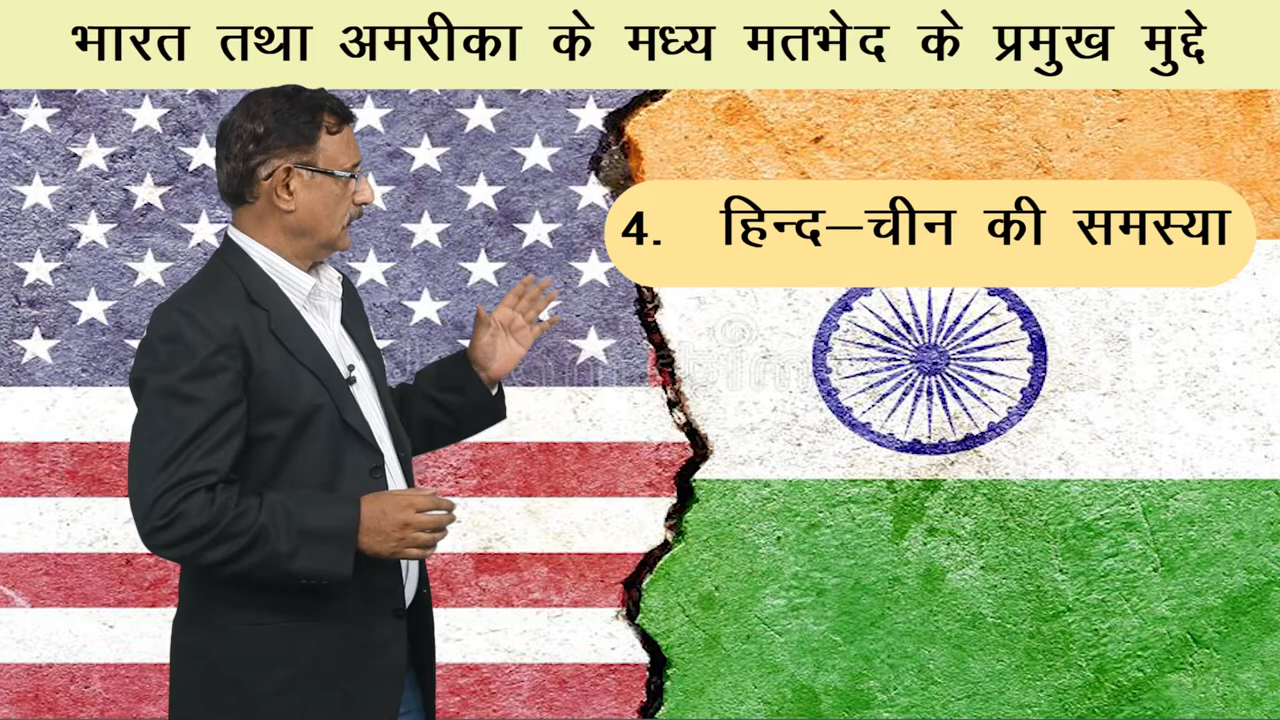 भारत तथा अमरीका के मध्य मतभेद के प्रमुख मुद्दे
4. हिन्द–चीन की समस्या